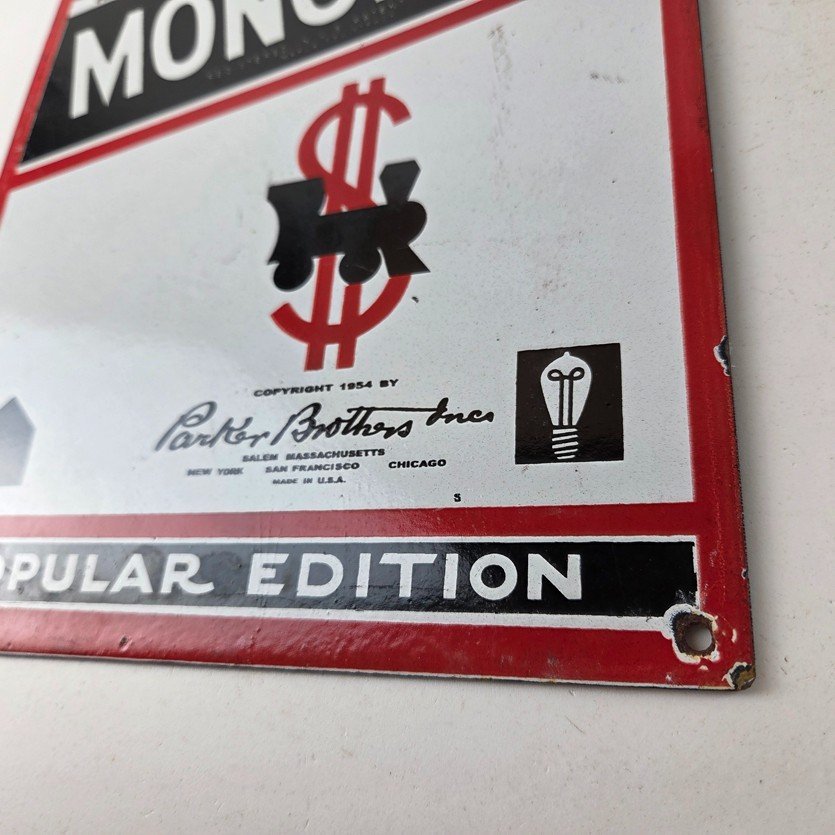 MONO
COPYRIGHT 1954 BY
Parker Brothers Inc.
SALEM MASSACHUSETTS
NEW YORK SAN FRANCISCO CHICAGO
MADE IN U.S.A.
S
OPULAR EDITION